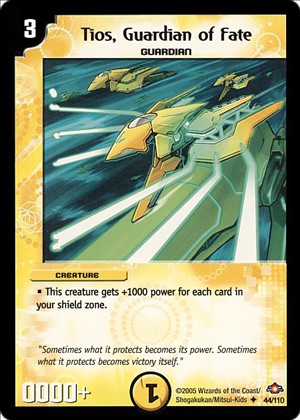 3
Tios, Guardian of Fate
GUARDIAN
CREATURE
▪ This creature gets +1000 power for each card in
your shield zone.
"Sometimes what it protects becomes its power. Sometimes
what it protects becomes victory itself."
0000+
1
©2005 Wizards of the Coast/
Shogakukan/Mitsui-Kids ✦ 44/110